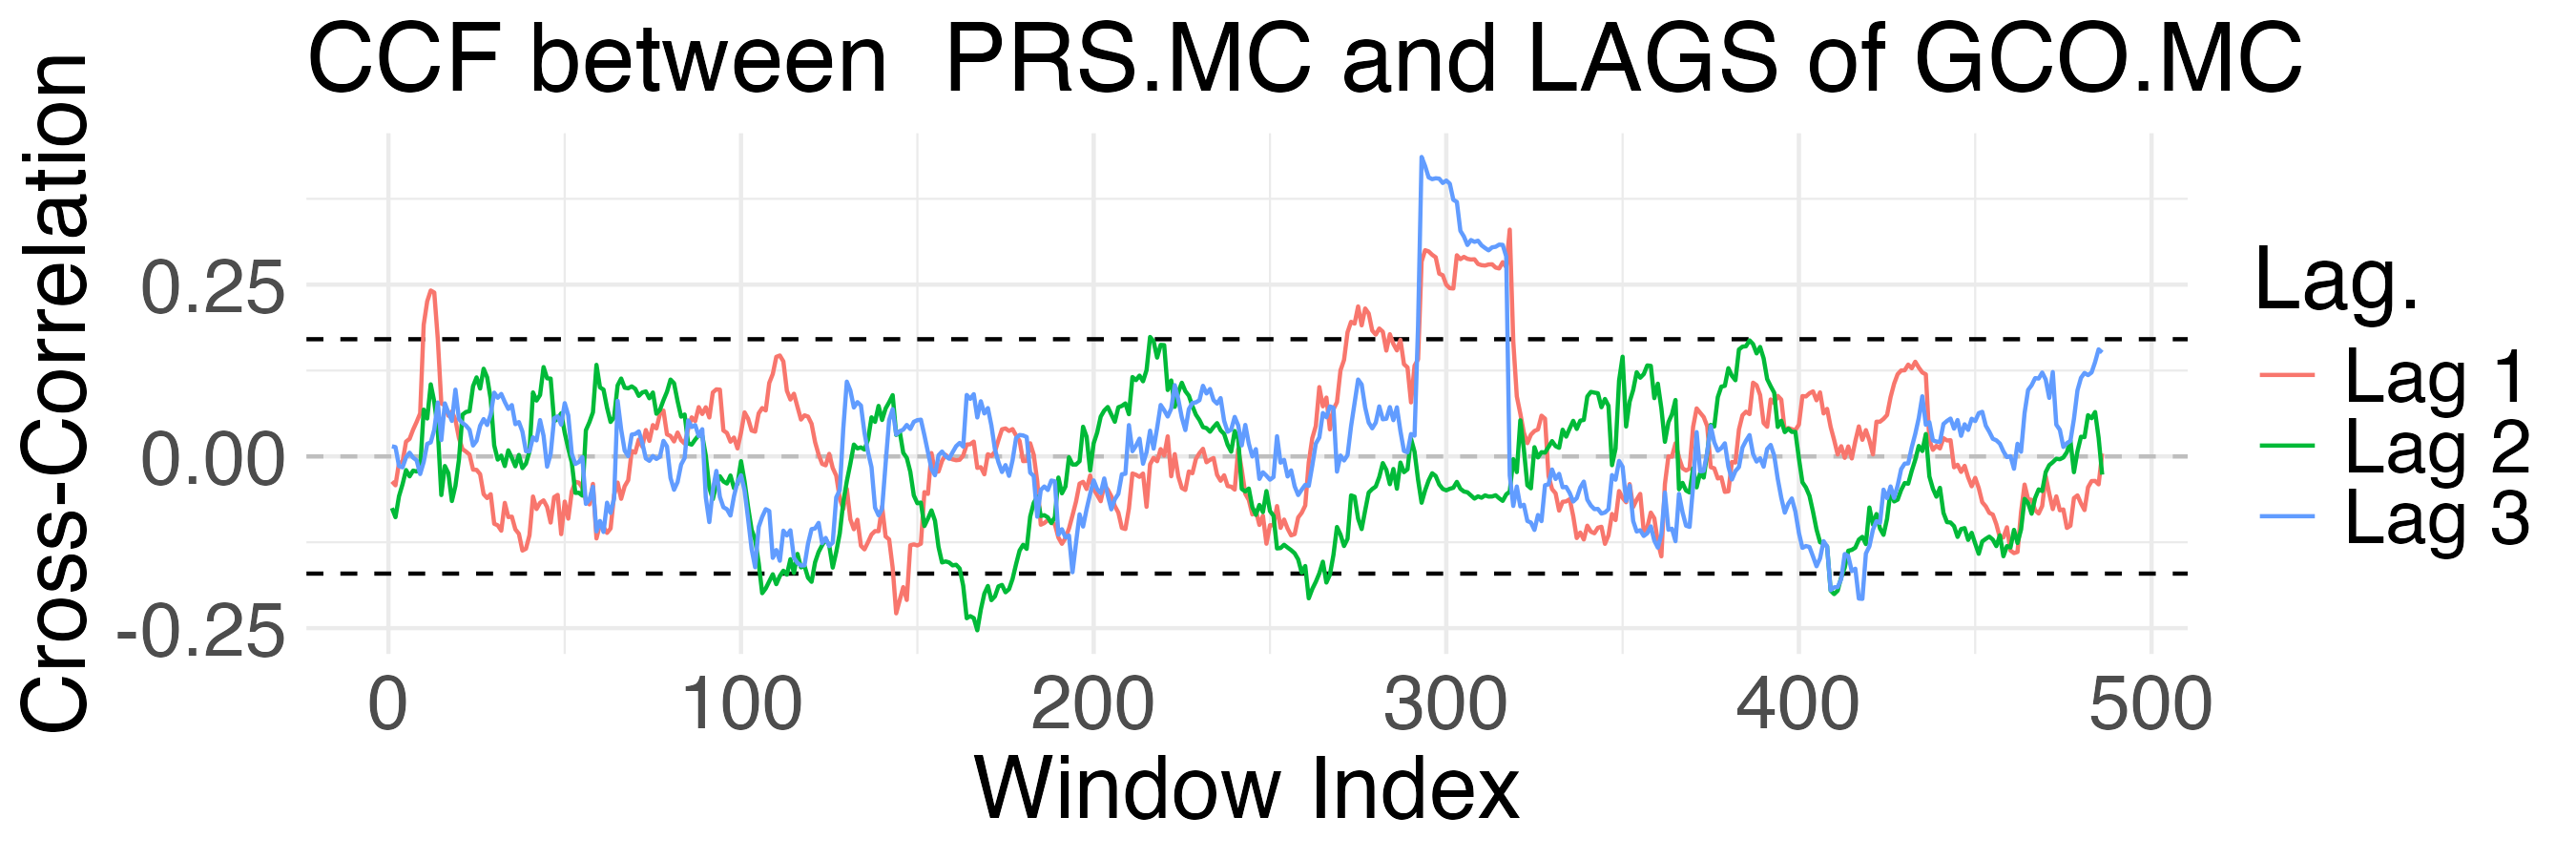 CCF between  PRS.MC and LAGS of GCO.MC
Cross-Correlation
0.25
0.00
-0.25
0 100 200 300 400 500
Window Index
Lag.
Lag 1
Lag 2
Lag 3